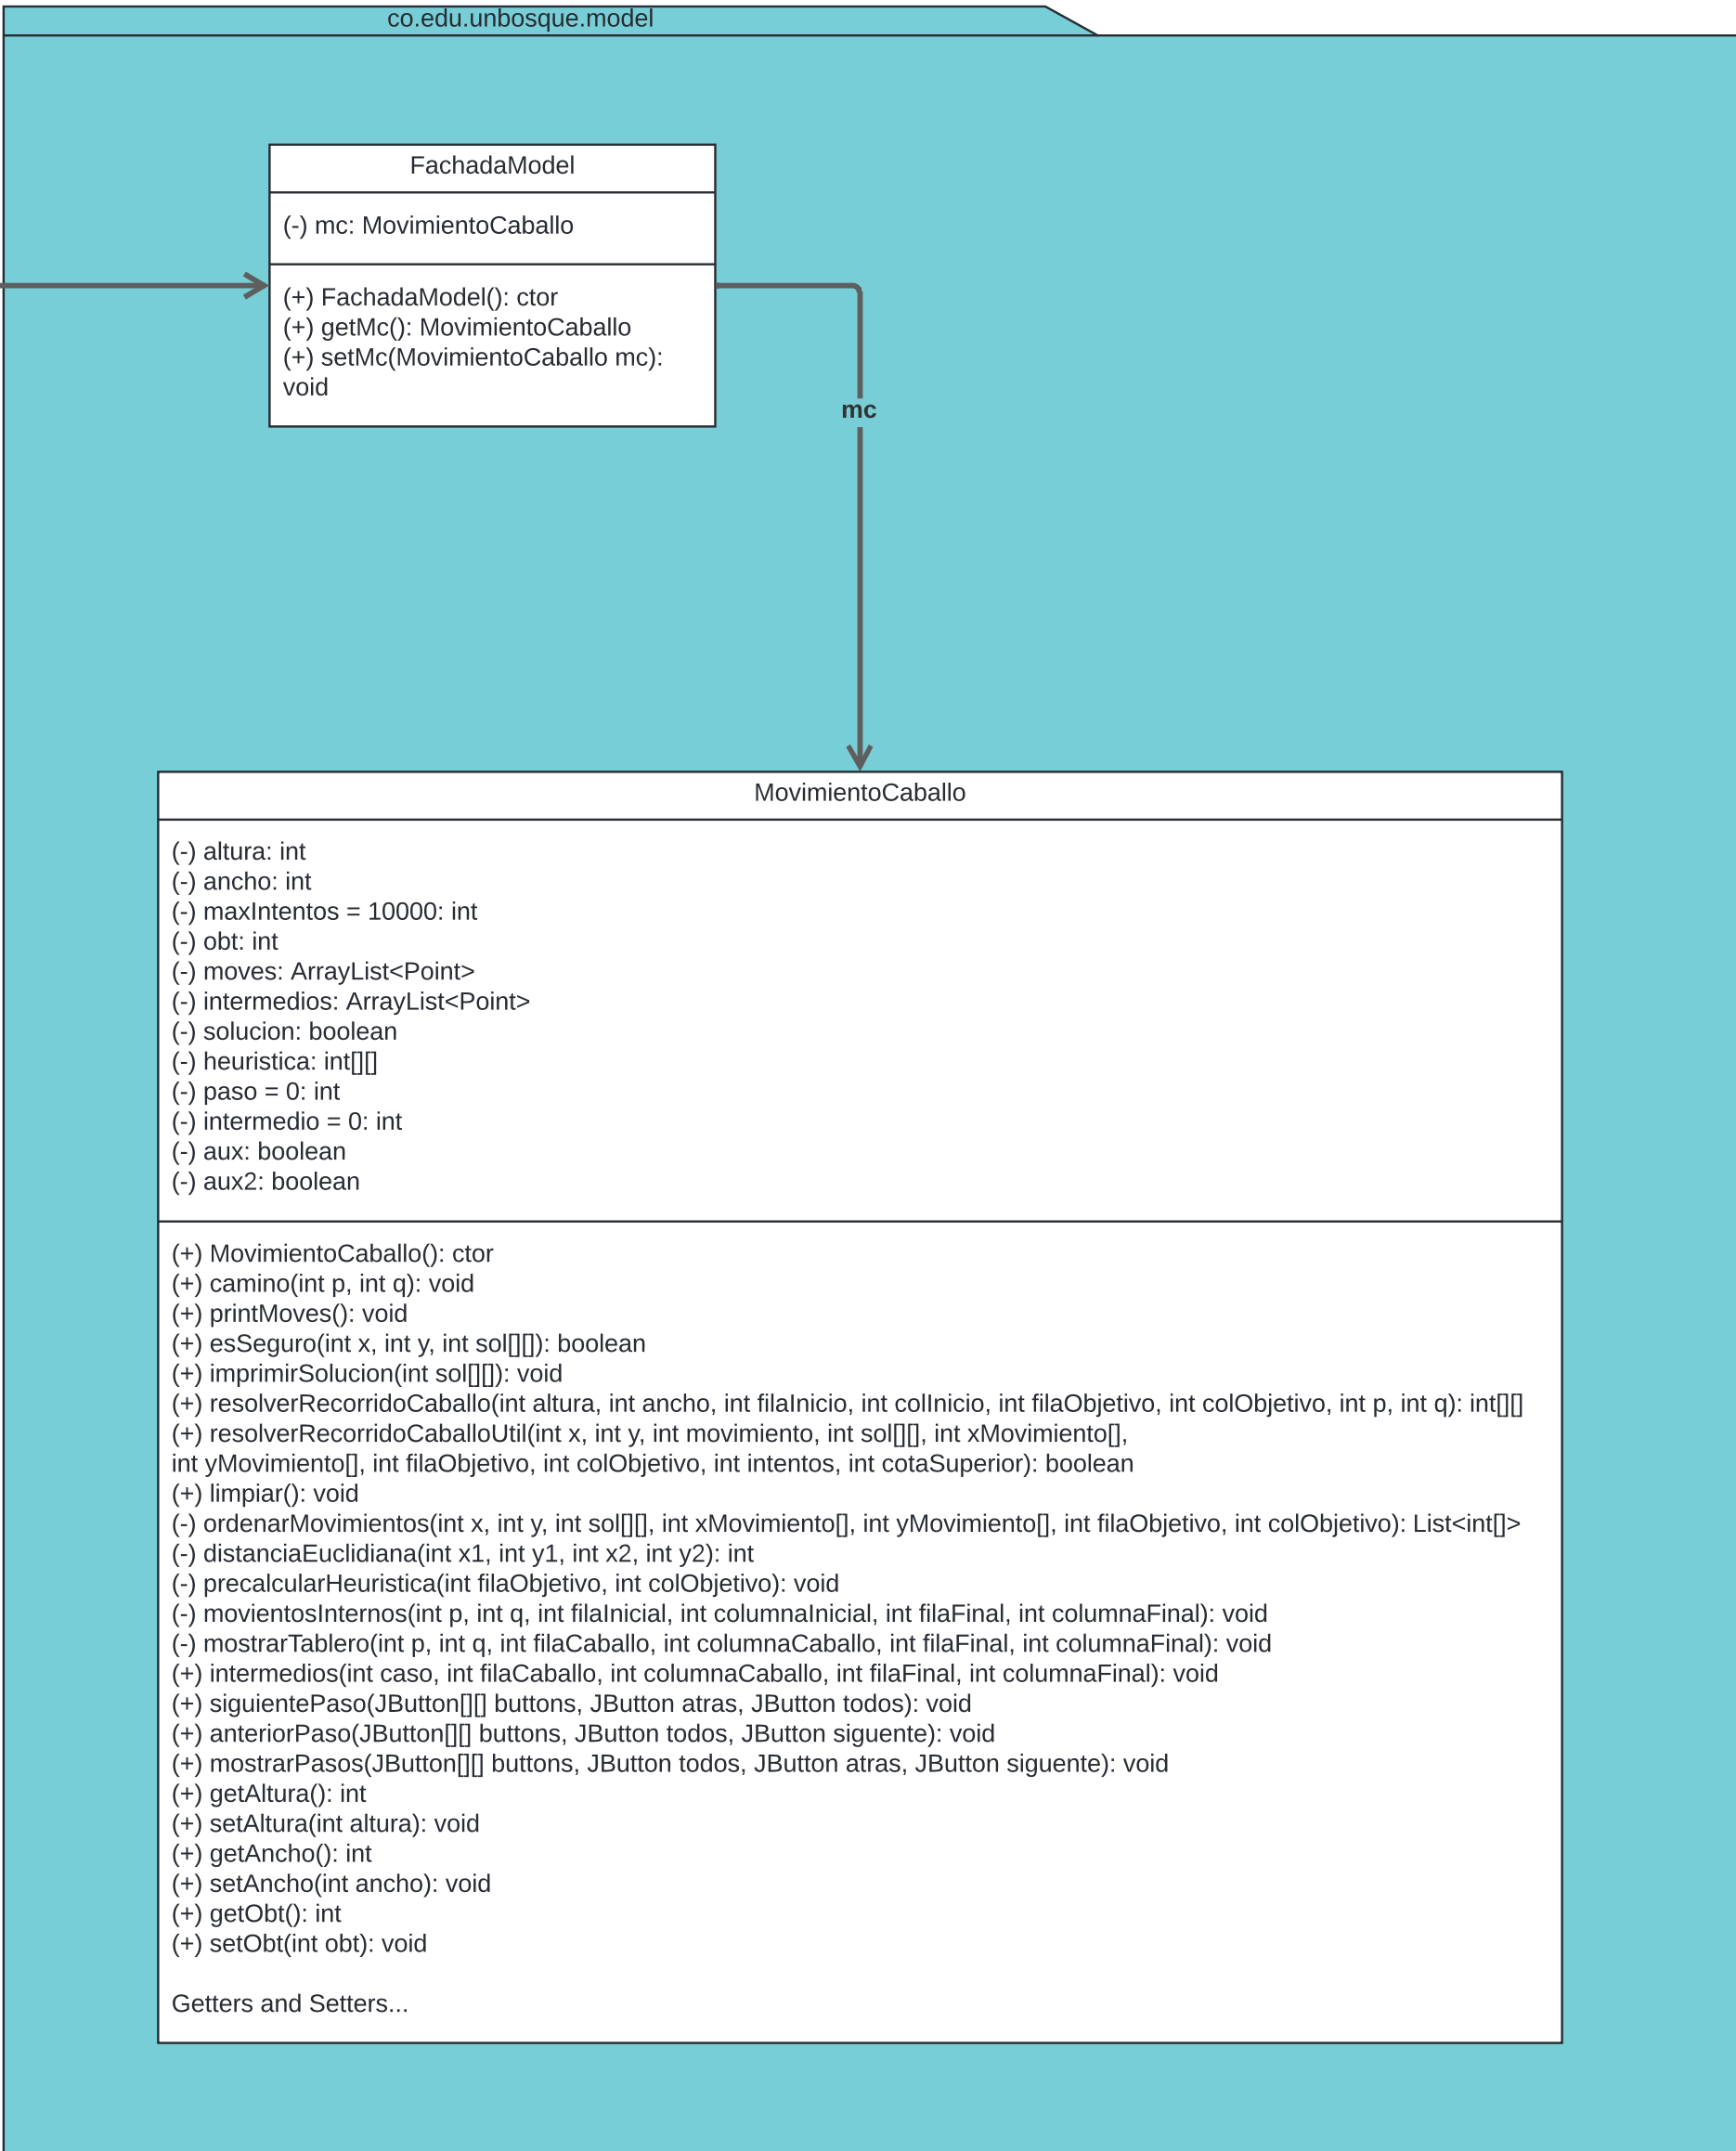 co.edu.unbosque.model
FachadaModel
(-) mc: MovimientoCaballo
(+) FachadaModel(): ctor
(+) getMc(): MovimientoCaballo
(+) setMc(MovimientoCaballo mc):
void
mc
MovimientoCaballo
(-) altura: int
(-) ancho: int
(-) maxIntentos = 10000: int
(-) obt: int
(-) moves: ArrayList<Point>
(-) intermedios: ArrayList<Point>
(-) solucion: boolean
(-) heuristica: int[][]
(-) paso = 0: int
(-) intermedio = 0: int
(-) aux: boolean
(-) aux2: boolean
(+) MovimientoCaballo(): ctor
(+) camino(int p, int q): void
(+) printMoves(): void
(+) esSeguro(int x, int y, int sol[][]): boolean
(+) imprimirSolucion(int sol[][]): void
(+) resolverRecorridoCaballo(int altura, int ancho, int filaInicio, int colInicio, int filaObjetivo, int colObjetivo, int p, int q): int[][]
(+) resolverRecorridoCaballoUtil(int x, int y, int movimiento, int sol[][], int xMovimiento[],
int yMovimiento[], int filaObjetivo, int colObjetivo, int intentos, int cotaSuperior): boolean
(+) limpiar(): void
(-) ordenarMovimientos(int x, int y, int sol[][], int xMovimiento[], int yMovimiento[], int filaObjetivo, int colObjetivo): List<int[]>
(-) distanciaEuclidiana(int x1, int y1, int x2, int y2): int
(-) precalcularHeuristica(int filaObjetivo, int colObjetivo): void
(-) movientosInternos(int p, int q, int filaInicial, int columnaInicial, int filaFinal, int columnaFinal): void
(-) mostrarTablero(int p, int q, int filaCaballo, int columnaCaballo, int filaFinal, int columnaFinal): void
(+) intermedios(int caso, int filaCaballo, int columnaCaballo, int filaFinal, int columnaFinal): void
(+) siguientePaso(JButton[][] buttons, JButton atras, JButton todos): void
(+) anteriorPaso(JButton[][] buttons, JButton todos, JButton siguente): void
(+) mostrarPasos(JButton[][] buttons, JButton todos, JButton atras, JButton siguente): void
(+) getAltura(): int
(+) setAltura(int altura): void
(+) getAncho(): int
(+) setAncho(int ancho): void
(+) getObt(): int
(+) setObt(int obt): void
Getters and Setters...